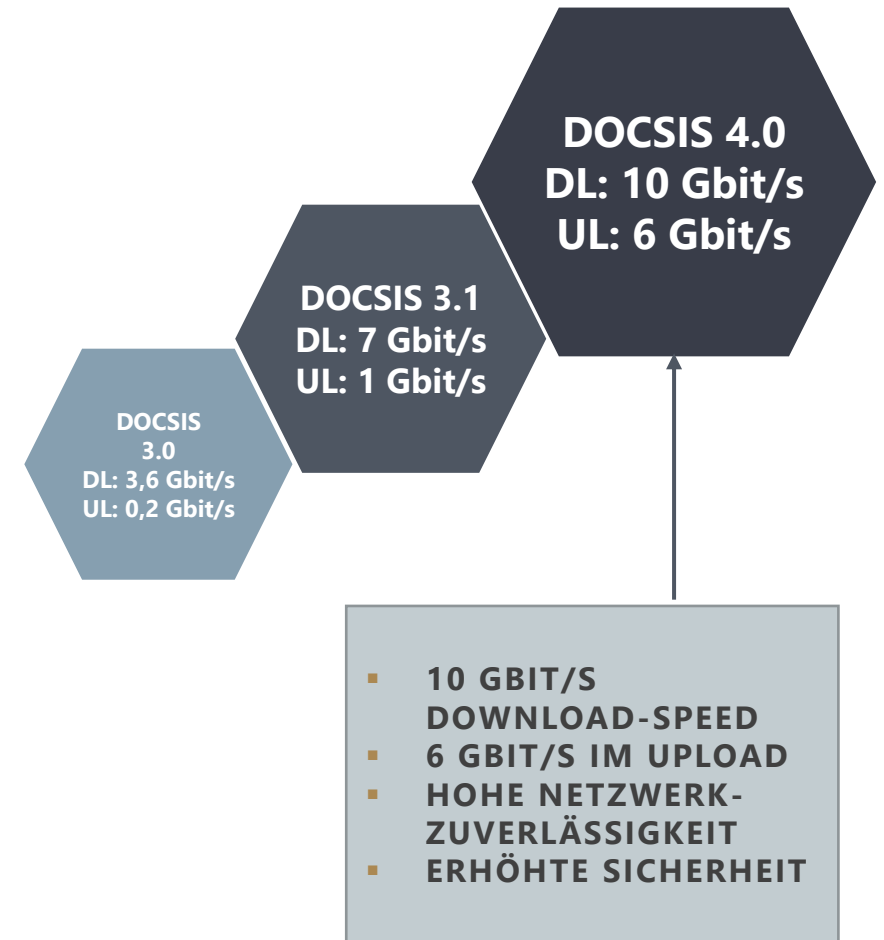 DOCSIS 4.0
DL: 10 Gbit/s
UL: 6 Gbit/s
DOCSIS 3.1
DL: 7 Gbit/s
UL: 1 Gbit/s
DOCSIS
3.0
DL: 3,6 Gbit/s
UL: 0,2 Gbit/s
▪ 10 GBIT/S
DOWNLOAD-SPEED
▪ 6 GBIT/S IM UPLOAD
▪ HOHE NETZWERK-
ZUVERLÄSSIGKEIT
▪ ERHÖHTE SICHERHEIT